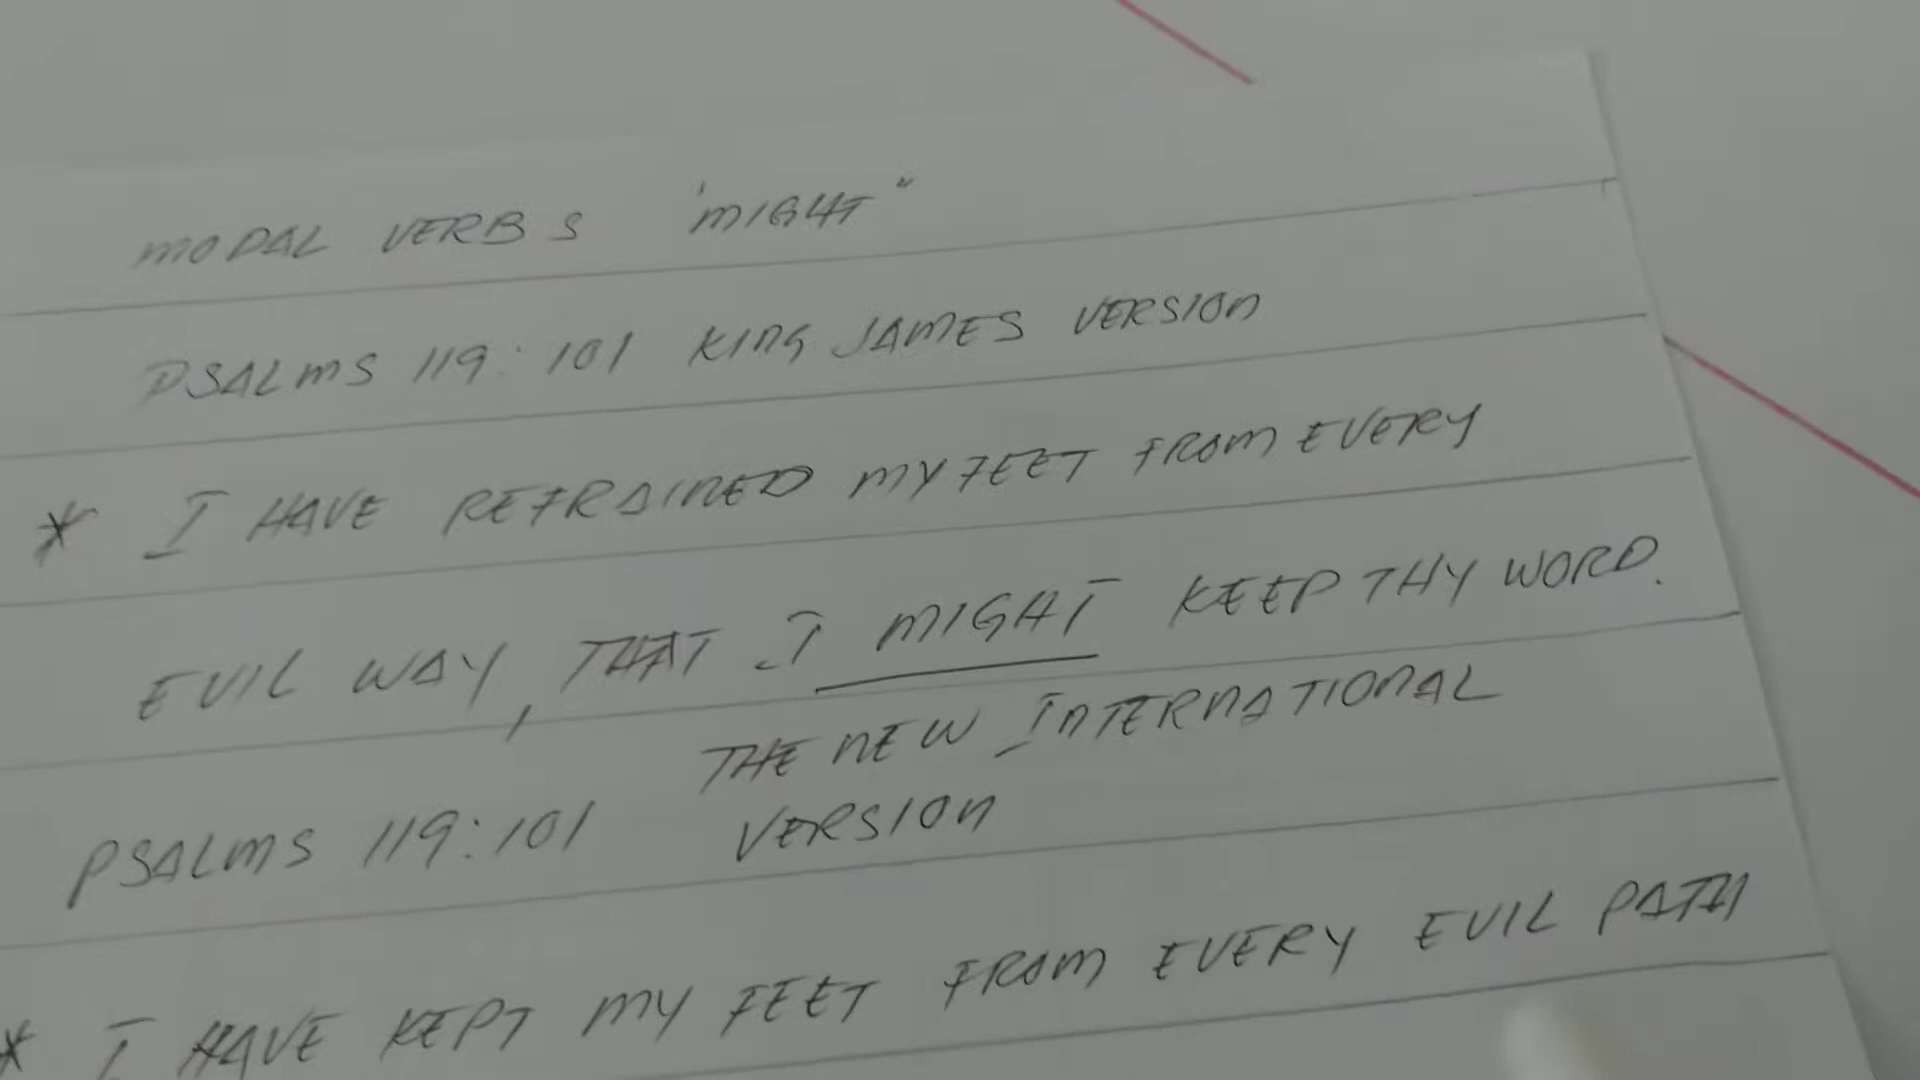 MODAL VERBS 'MIGHT"
PSALMS 119:101 KING JAMES VERSION
* I HAVE REFRAINED MY FEET FROM EVERY
EVIL WAY, THAT I MIGHT KEEP THY WORD.
PSALMS 119:101 THE NEW INTERNATIONAL
VERSION
* I HAVE KEPT MY FEET FROM EVERY EVIL PATH